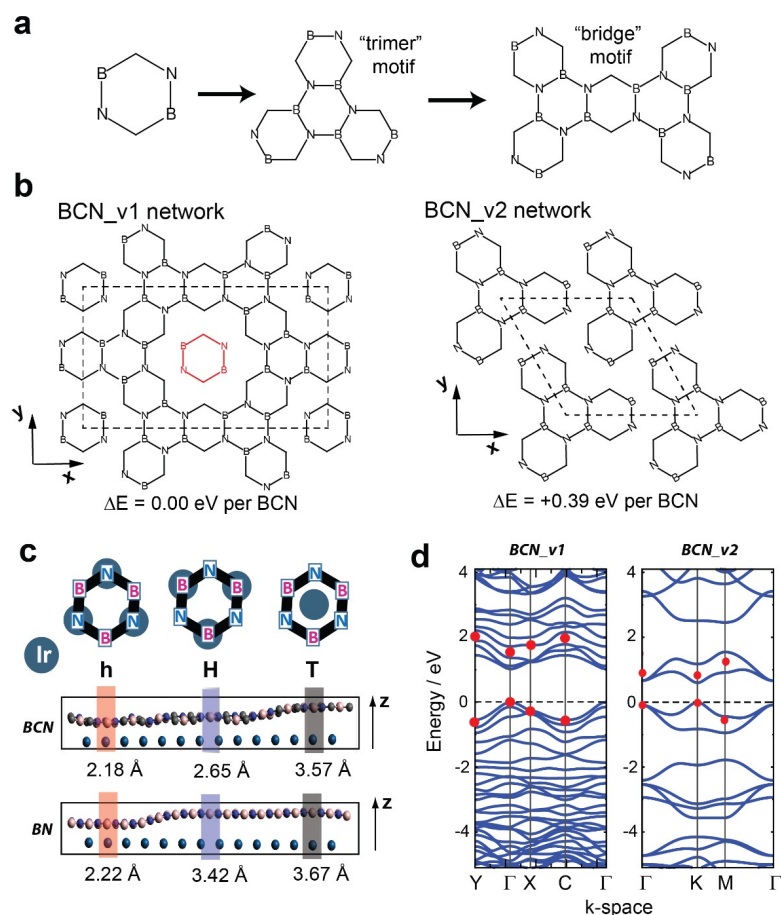 a
B
N
N
B
"trimer"
motif
B
N
N
B
B
N
N
B
N
B
"bridge"
motif
B
N
B
N
N
B
B
N
b
BCN_v1 network
BCN_v2 network
y
x
ΔE = 0.00 eV per BCN
y
x
ΔE = +0.39 eV per BCN
c
N
B
B
N
N
B
N
B
B
N
N
B
N
B
B
N
N
B
Ir
h
H
T
BCN
z
2.18 Å
2.65 Å
3.57 Å
BN
z
2.22 Å
3.42 Å
3.67 Å
d
BCN_v1
BCN_v2
4
2
0
-2
-4
4
2
0
-2
-4
Energy / eV
Y Γ X C Γ
Γ K M Γ
k-space